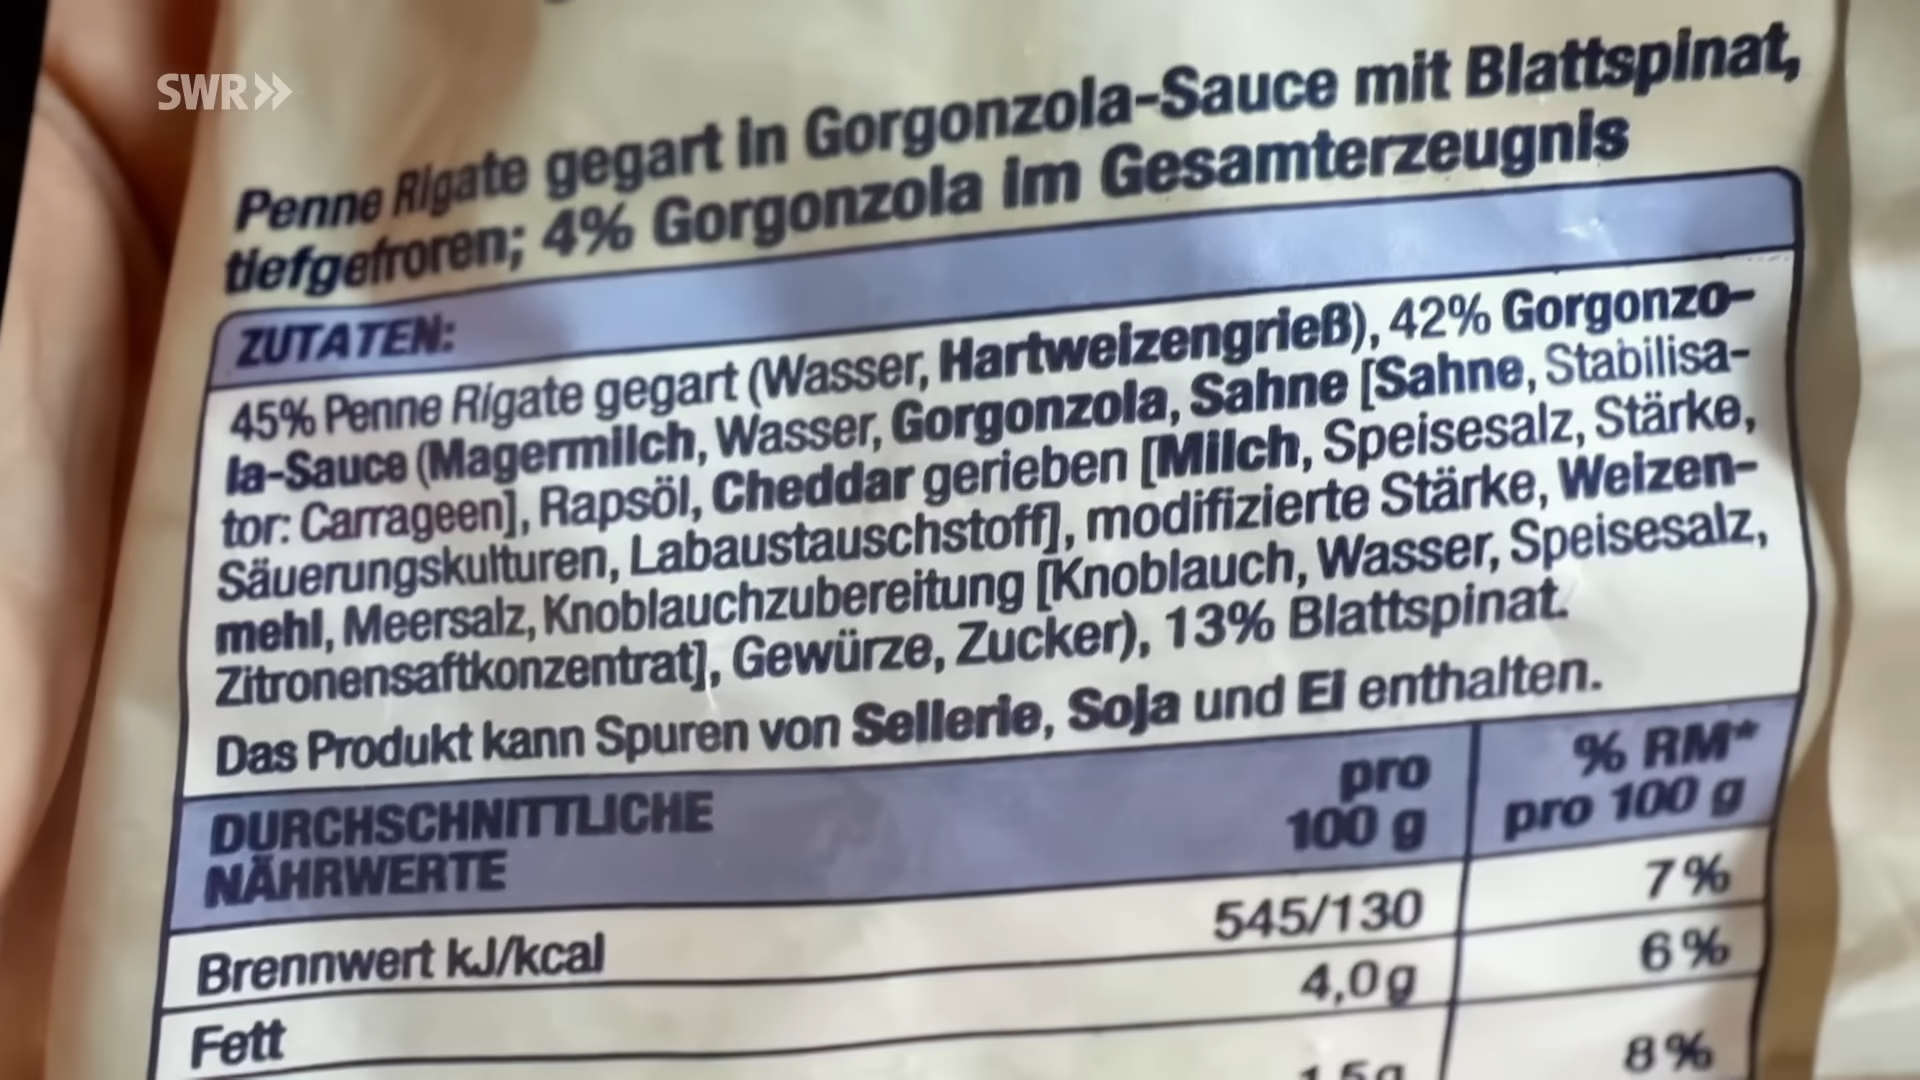 SWR»
Penne Rigate gegart in Gorgonzola-Sauce mit Blattspinat,
tiefgefroren; 4% Gorgonzola im Gesamterzeugnis
ZUTATEN:
45% Penne Rigate gegart (Wasser, Hartweizengrieß), 42% Gorgonzo-
la-Sauce (Magermilch, Wasser, Gorgonzola, Sahne [Sahne, Stabilisa-
tor: Carrageen], Rapsöl, Cheddar gerieben [Milch, Speisesalz, Stärke,
Säuerungskulturen, Labaustauschstoff], modifizierte Stärke, Weizen-
mehl, Meersalz, Knoblauchzubereitung [Knoblauch, Wasser, Speisesalz,
Zitronensaftkonzentrat], Gewürze, Zucker), 13% Blattspinat.
Das Produkt kann Spuren von Sellerie, Soja und Ei enthalten.
DURCHSCHNITTLICHE NÄHRWERTE pro 100 g % RM* pro 100 g
Brennwert kJ/kcal 545/130 7%
Fett 4,0g 6%
1,5g 8%